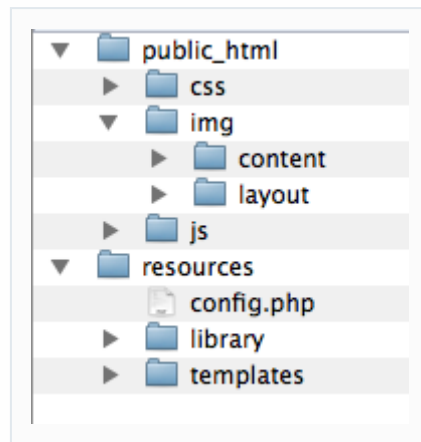 public_html
css
img
content
layout
js
resources
config.php
library
templates